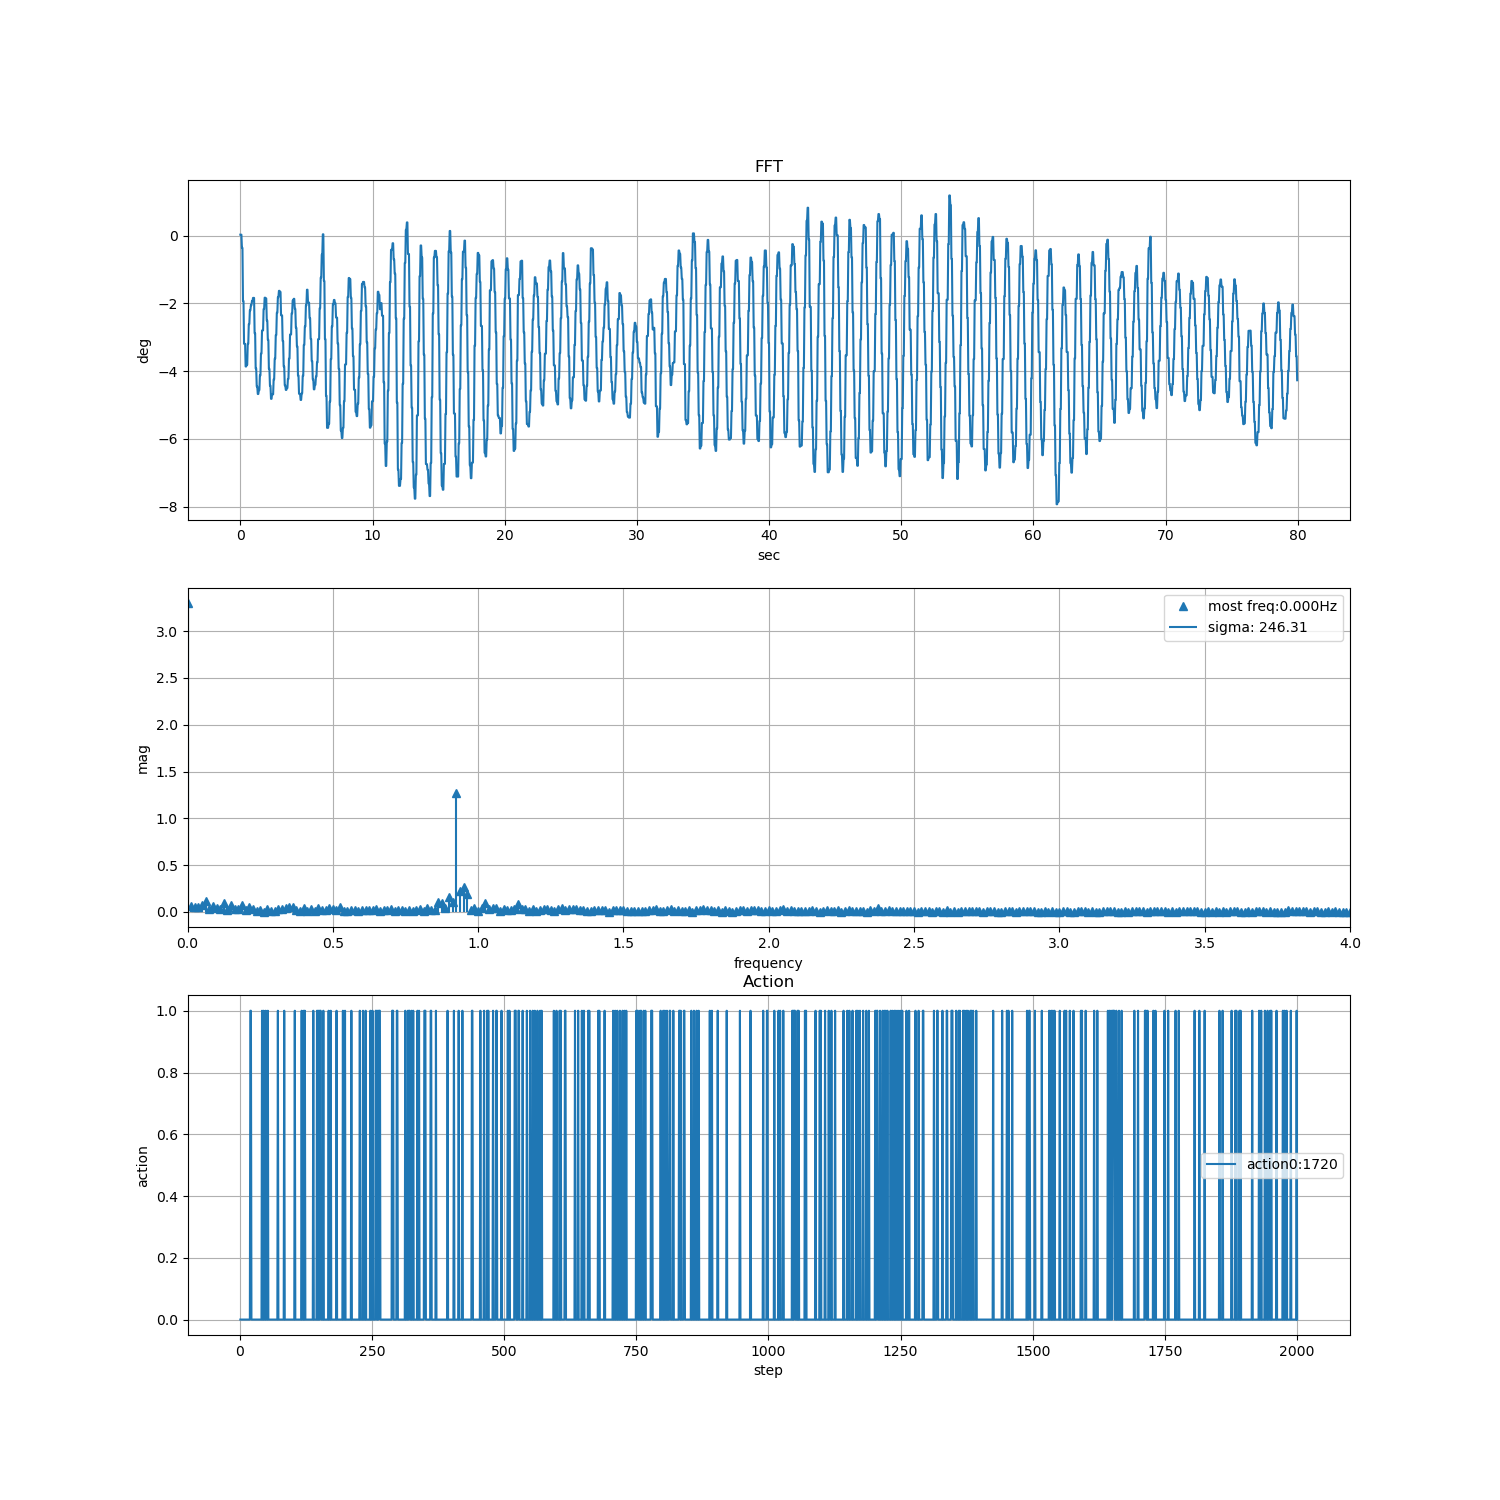 FFT
0
−2
−4
−6
−8
deg
0 10 20 30 40 50 60 70 80
sec
most freq:0.000Hz
sigma: 246.31
3.0
2.5
2.0
1.5
1.0
0.5
0.0
mag
0.0 0.5 1.0 1.5 2.0 2.5 3.0 3.5 4.0
frequency
Action
1.0
0.8
0.6
0.4
0.2
0.0
action
action0:1720
0 250 500 750 1000 1250 1500 1750 2000
step